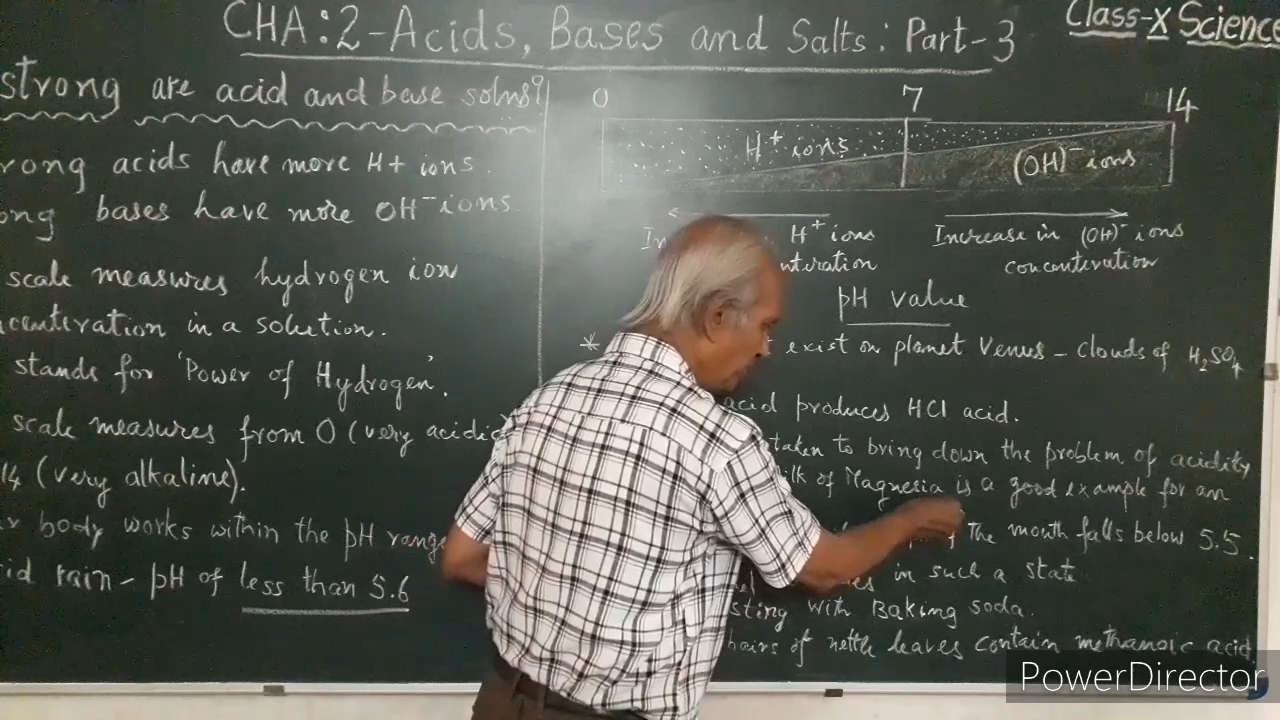 CHA:2-Acids, Bases and Salts: Part-3
Class-X Science
strong are acid and base solns?
rong acids have more H+ ions.
ong bases have more OH⁻ ions
scale measures hydrogen ion
centeration in a solution.
stands for 'Power of Hydrogen'.
scale measures from 0 (very acidic
14 (very alkaline).
r body works within the pH range
id rain - pH of less than 5.6
0 7 14
H⁺ ions
(OH)⁻ ions
In H⁺ ions
nteration
Increase in (OH)⁻ ions
concenteration
pH value
* exist on planet Venus - clouds of H₂SO₄
acid produces HCl acid.
taken to bring down the problem of acidity
ilk of Magnesia is a good example for an
the mouth falls below 5.5.
in such a state
sting with Baking soda.
hairs of nettle leaves contain methanoic acid.
PowerDirector